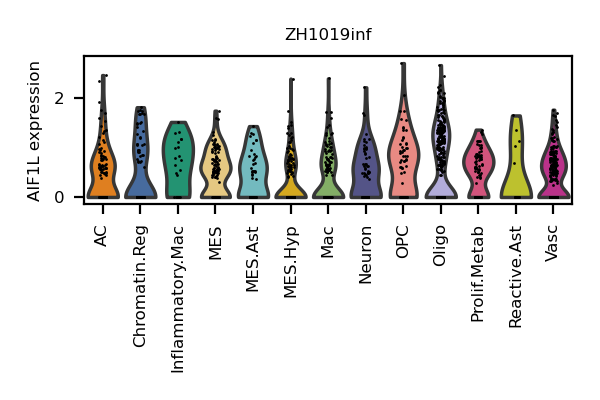 ZH1019inf
AIF1L expression
2
0
AC
Chromatin.Reg
Inflammatory.Mac
MES
MES.Ast
MES.Hyp
Mac
Neuron
OPC
Oligo
Prolif.Metab
Reactive.Ast
Vasc